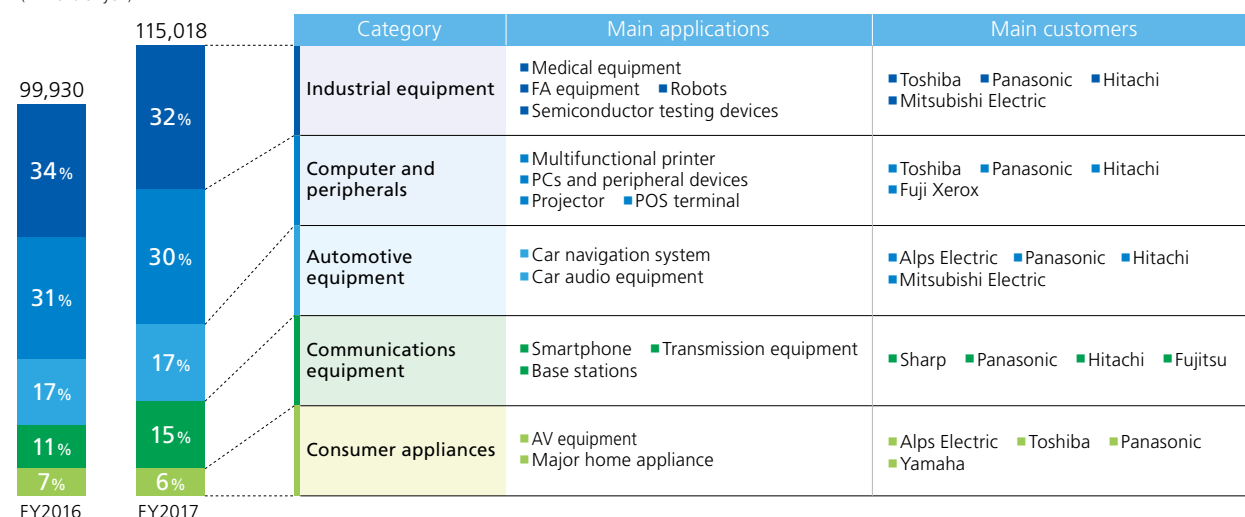 115,018
99,930
34%
31%
17%
11%
7%
FY2016
32%
30%
17%
15%
6%
FY2017
Category Main applications Main customers
Industrial equipment
■Medical equipment
■FA equipment ■Robots
■Semiconductor testing devices
■Toshiba ■Panasonic ■Hitachi
■Mitsubishi Electric
Computer and
peripherals
■Multifunctional printer
■PCs and peripheral devices
■Projector ■POS terminal
■Toshiba ■Panasonic ■Hitachi
■Fuji Xerox
Automotive
equipment
■Car navigation system
■Car audio equipment
■Alps Electric ■Panasonic ■Hitachi
■Mitsubishi Electric
Communications
equipment
■Smartphone ■Transmission equipment
■Base stations
■Sharp ■Panasonic ■Hitachi ■Fujitsu
Consumer appliances
■AV equipment
■Major home appliance
■Alps Electric ■Toshiba ■Panasonic
■Yamaha